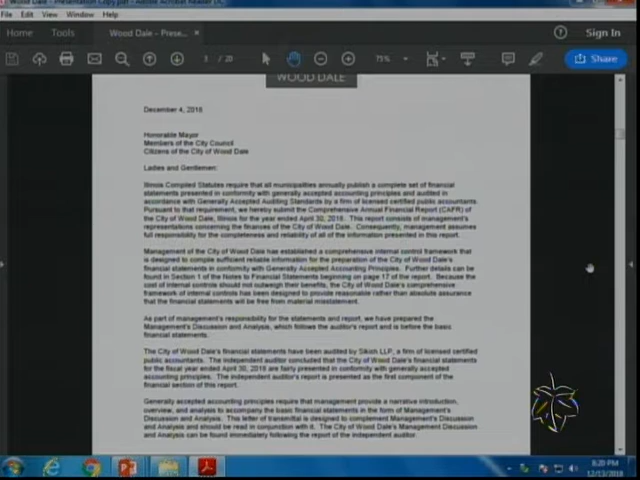 Wood Dale - Presentation Copy.pdf - Adobe Acrobat Reader DC
File Edit View Window Help
Home Tools Wood Dale - Prese... × Sign In
3 / 20 75% Share
WOOD DALE
December 4, 2018
Honorable Mayor
Members of the City Council
Citizens of the City of Wood Dale
Ladies and Gentlemen:
Illinois Compiled Statutes require that all municipalities annually publish a complete set of financial
statements presented in conformity with generally accepted accounting principles and audited in
accordance with Generally Accepted Auditing Standards by a firm of licensed certified public accountants.
Pursuant to that requirement, we hereby submit the Comprehensive Annual Financial Report (CAFR) of
the City of Wood Dale, Illinois for the year ended April 30, 2018. This report consists of management's
representations concerning the finances of the City of Wood Dale. Consequently, management assumes
full responsibility for the completeness and reliability of all of the information presented in this report.
Management of the City of Wood Dale has established a comprehensive internal control framework that
is designed to compile sufficient reliable information for the preparation of the City of Wood Dale's
financial statements in conformity with Generally Accepted Accounting Principles. Further details can be
found in Section 1 of the Notes to Financial Statements beginning on page 17 of the report. Because the
cost of internal controls should not outweigh their benefits, the City of Wood Dale's comprehensive
framework of internal controls has been designed to provide reasonable rather than absolute assurance
that the financial statements will be free from material misstatement.
As part of management's responsibility for the statements and report, we have prepared the
Management's Discussion and Analysis, which follows the auditor's report and is before the basic
financial statements.
The City of Wood Dale's financial statements have been audited by Sikich LLP, a firm of licensed certified
public accountants. The independent auditor concluded that the City of Wood Dale's financial statements
for the fiscal year ended April 30, 2018 are fairly presented in conformity with generally accepted
accounting principles. The independent auditor's report is presented as the first component of the
financial section of this report.
Generally accepted accounting principles require that management provide a narrative introduction,
overview, and analysis to accompany the basic financial statements in the form of Management's
Discussion and Analysis. This letter of transmittal is designed to complement Management's Discussion
and Analysis and should be read in conjunction with it. The City of Wood Dale's Management Discussion
and Analysis can be found immediately following the report of the independent auditor.
8:20 PM
12/13/2018